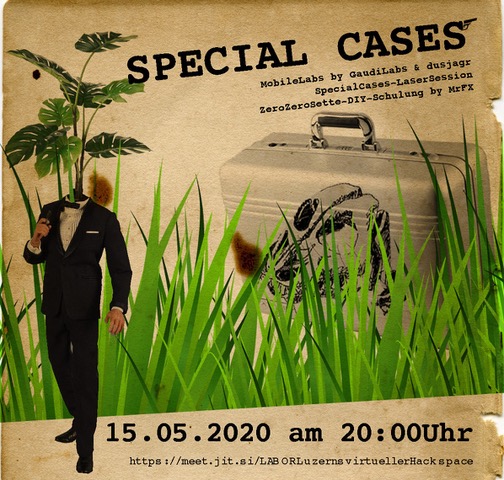 SPECIAL CASES
MobileLabs by GaudiLabs & dusjagr
SpecialCases-LaserSession
ZeroZeroSette-DIY-Schulung by MrFX
15.05.2020 am 20:00Uhr
https://meet.jit.si/LABORLuzernsvirtuellerHackspace